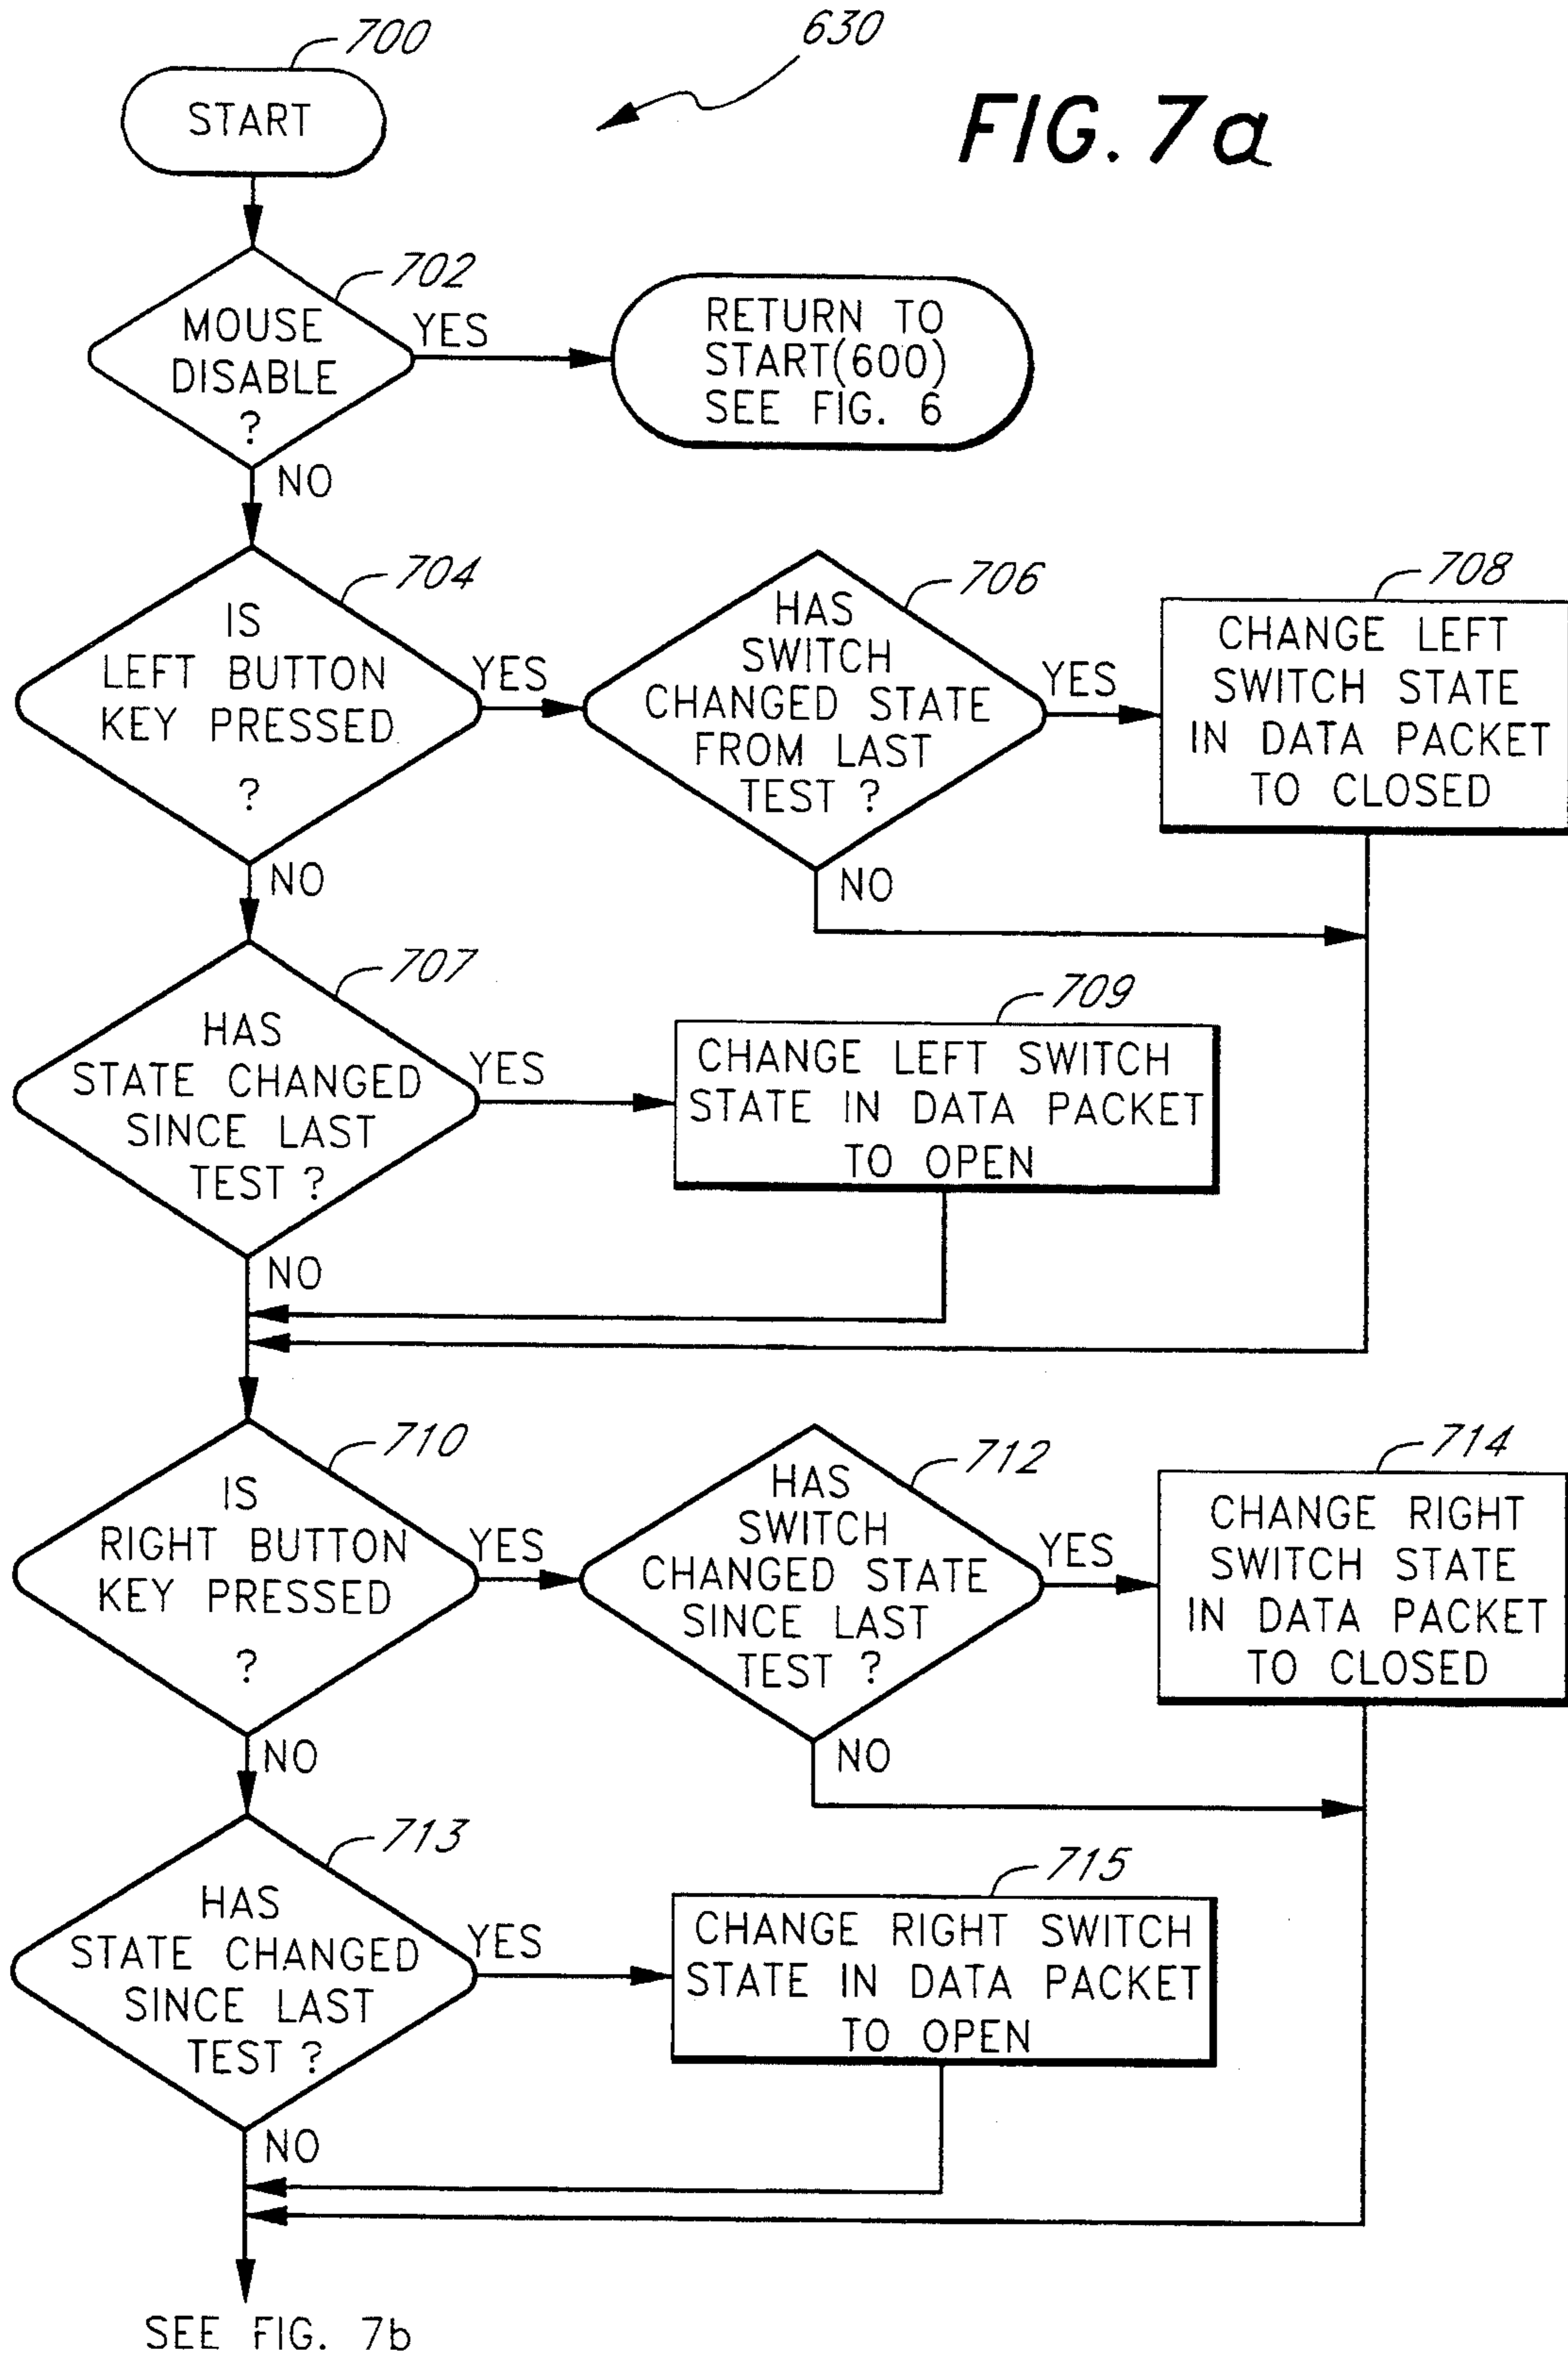 700
630
FIG. 7a
START
702
MOUSE
DISABLE
?
YES
RETURN TO
START(600)
SEE FIG. 6
NO
704
IS
LEFT BUTTON
KEY PRESSED
?
YES
706
HAS
SWITCH
CHANGED STATE
FROM LAST
TEST ?
YES
708
CHANGE LEFT
SWITCH STATE
IN DATA PACKET
TO CLOSED
NO
NO
707
HAS
STATE CHANGED
SINCE LAST
TEST ?
YES
709
CHANGE LEFT SWITCH
STATE IN DATA PACKET
TO OPEN
NO
710
IS
RIGHT BUTTON
KEY PRESSED
?
YES
712
HAS
SWITCH
CHANGED STATE
SINCE LAST
TEST ?
YES
714
CHANGE RIGHT
SWITCH STATE
IN DATA PACKET
TO CLOSED
NO
NO
713
HAS
STATE CHANGED
SINCE LAST
TEST ?
YES
715
CHANGE RIGHT SWITCH
STATE IN DATA PACKET
TO OPEN
NO
SEE FIG. 7b